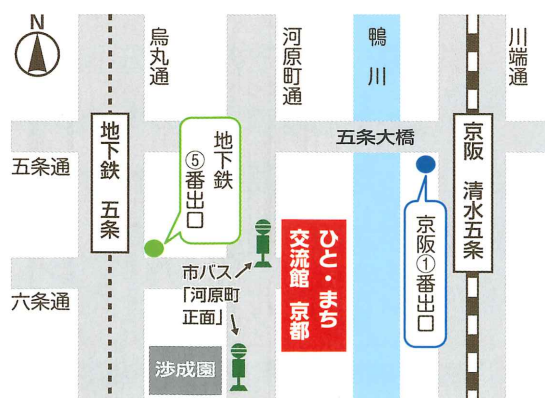 N
烏丸通
河原町通
鴨川
川端通
五条大橋
五条通
地下鉄 五条
地下鉄
⑤番出口
京阪 清水五条
京阪①番出口
ひと・まち
交流館 京都
市バス
「河原町
正面」
六条通
渉成園